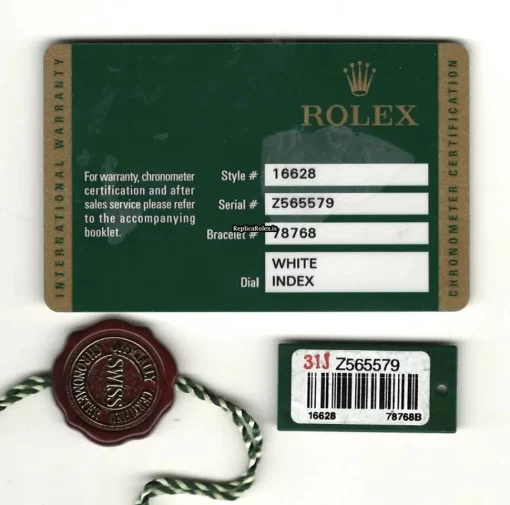 INTERNATIONAL WARRANTY
ROLEX
CHRONOMETER CERTIFICATION
For warranty, chronometer
certification and after
sales service please refer
to the accompanying
booklet.
Style # 16628
Serial # Z565579
Bracelet # 78768
ReplicaRolex.is
WHITE
Dial INDEX
OFFICIALLY
CERTIFIED
CHRONOMETER
SWISS
31J Z565579
16628 78768B